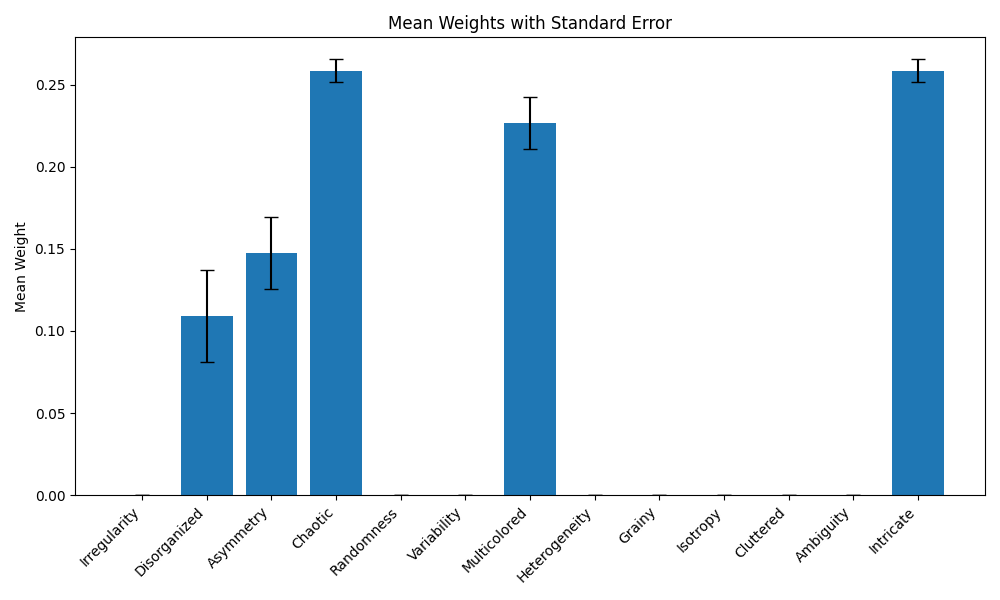 Mean Weights with Standard Error
Mean Weight
0.25
0.20
0.15
0.10
0.05
0.00
Irregularity
Disorganized
Asymmetry
Chaotic
Randomness
Variability
Multicolored
Heterogeneity
Grainy
Isotropy
Cluttered
Ambiguity
Intricate